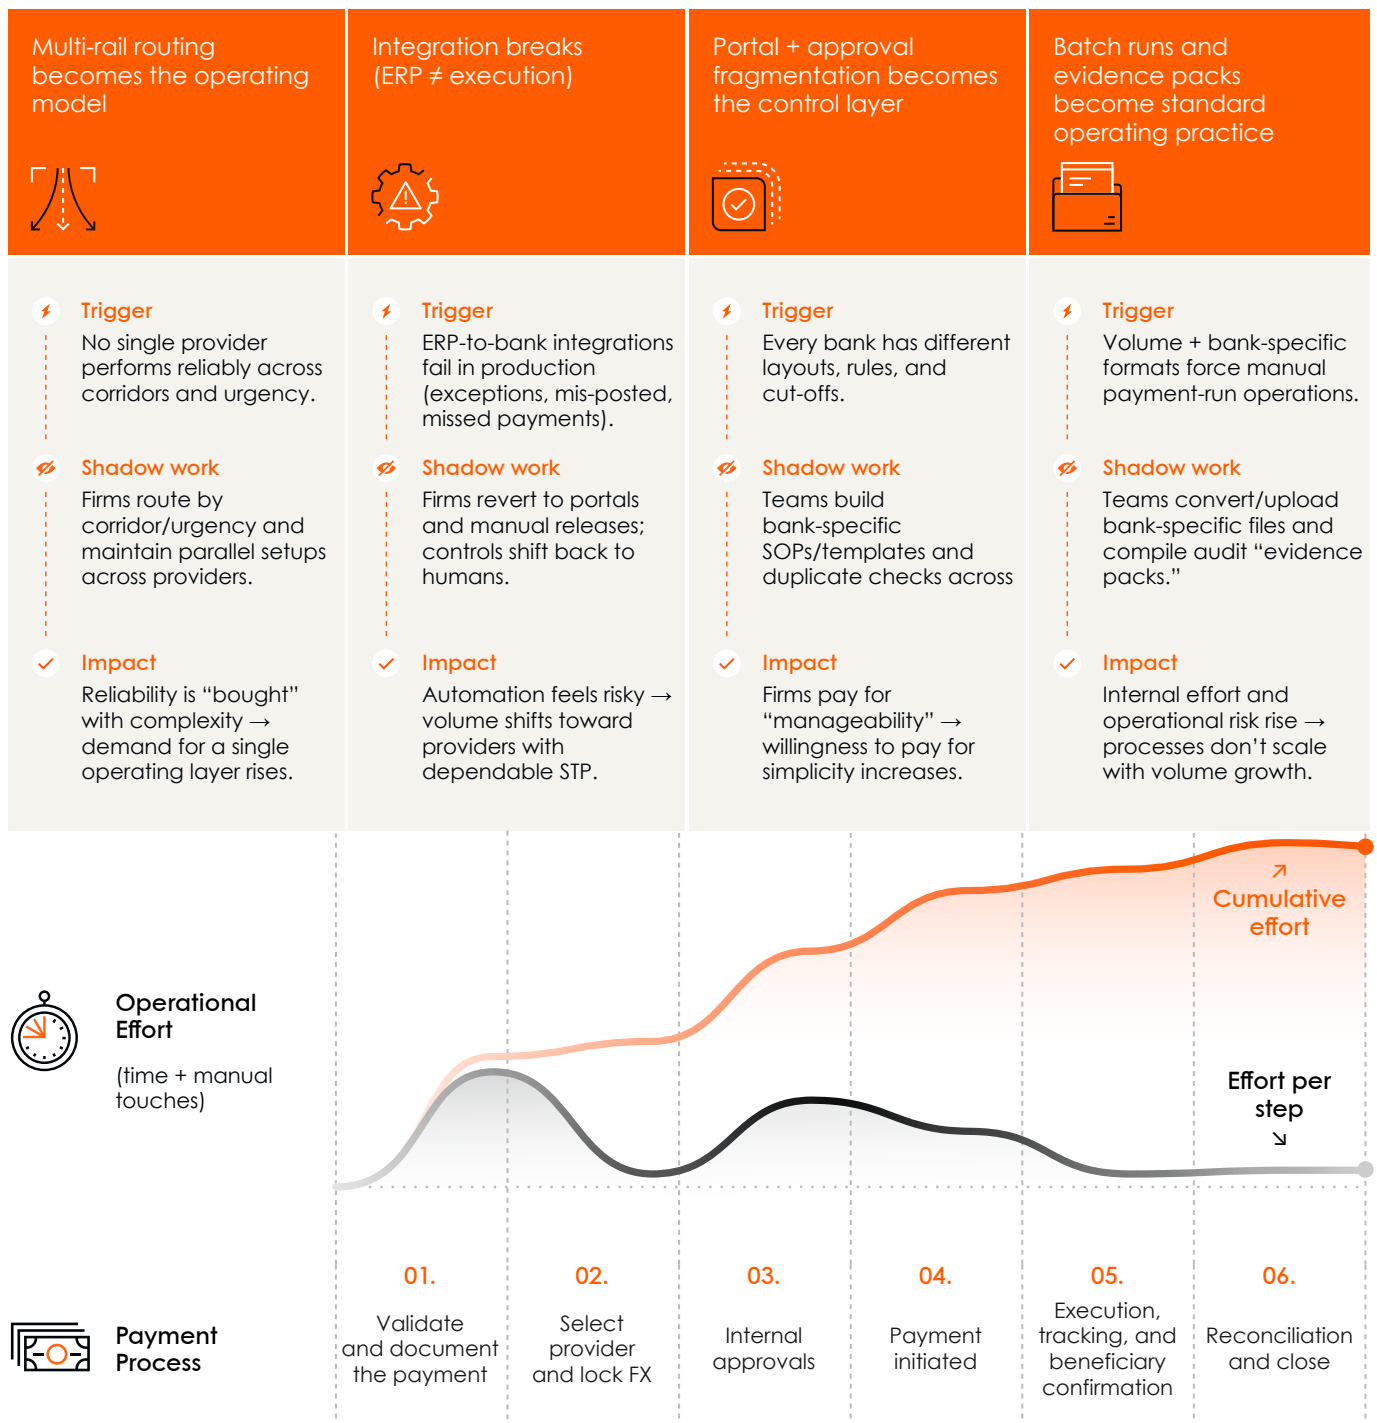 Multi-rail routing
becomes the operating
model
Integration breaks
(ERP ≠ execution)
Portal + approval
fragmentation becomes
the control layer
Batch runs and
evidence packs
become standard
operating practice
Trigger
No single provider
performs reliably across
corridors and urgency.
Shadow work
Firms route by
corridor/urgency and
maintain parallel setups
across providers.
Impact
Reliability is “bought”
with complexity →
demand for a single
operating layer rises.
Trigger
ERP-to-bank integrations
fail in production
(exceptions, mis-posted,
missed payments).
Shadow work
Firms revert to portals
and manual releases;
controls shift back to
humans.
Impact
Automation feels risky →
volume shifts toward
providers with
dependable STP.
Trigger
Every bank has different
layouts, rules, and
cut-offs.
Shadow work
Teams build
bank-specific
SOPs/templates and
duplicate checks across
Impact
Firms pay for
“manageability” →
willingness to pay for
simplicity increases.
Trigger
Volume + bank-specific
formats force manual
payment-run operations.
Shadow work
Teams convert/upload
bank-specific files and
compile audit “evidence
packs.”
Impact
Internal effort and
operational risk rise →
processes don’t scale
with volume growth.
Cumulative
effort
Operational
Effort
(time + manual
touches)
Effort per
step
Payment
Process
01.
Validate
and document
the payment
02.
Select
provider
and lock FX
03.
Internal
approvals
04.
Payment
initiated
05.
Execution,
tracking, and
beneficiary
confirmation
06.
Reconciliation
and close